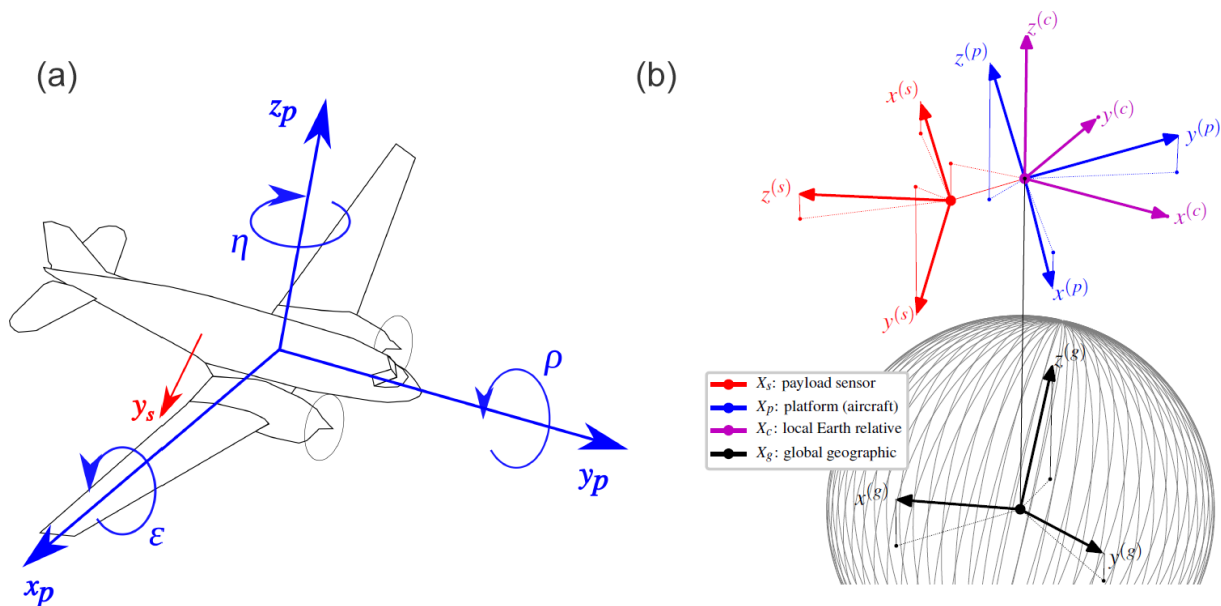 (a)
z_p
η
y_s
ρ
y_p
ε
x_p
(b)
z^(c)
z^(p)
x^(s)
y^(c)
y^(p)
z^(s)
x^(c)
x^(p)
y^(s)
z^(g)
X_s: payload sensor
X_p: platform (aircraft)
X_c: local Earth relative
X_g: global geographic
x^(g)
y^(g)